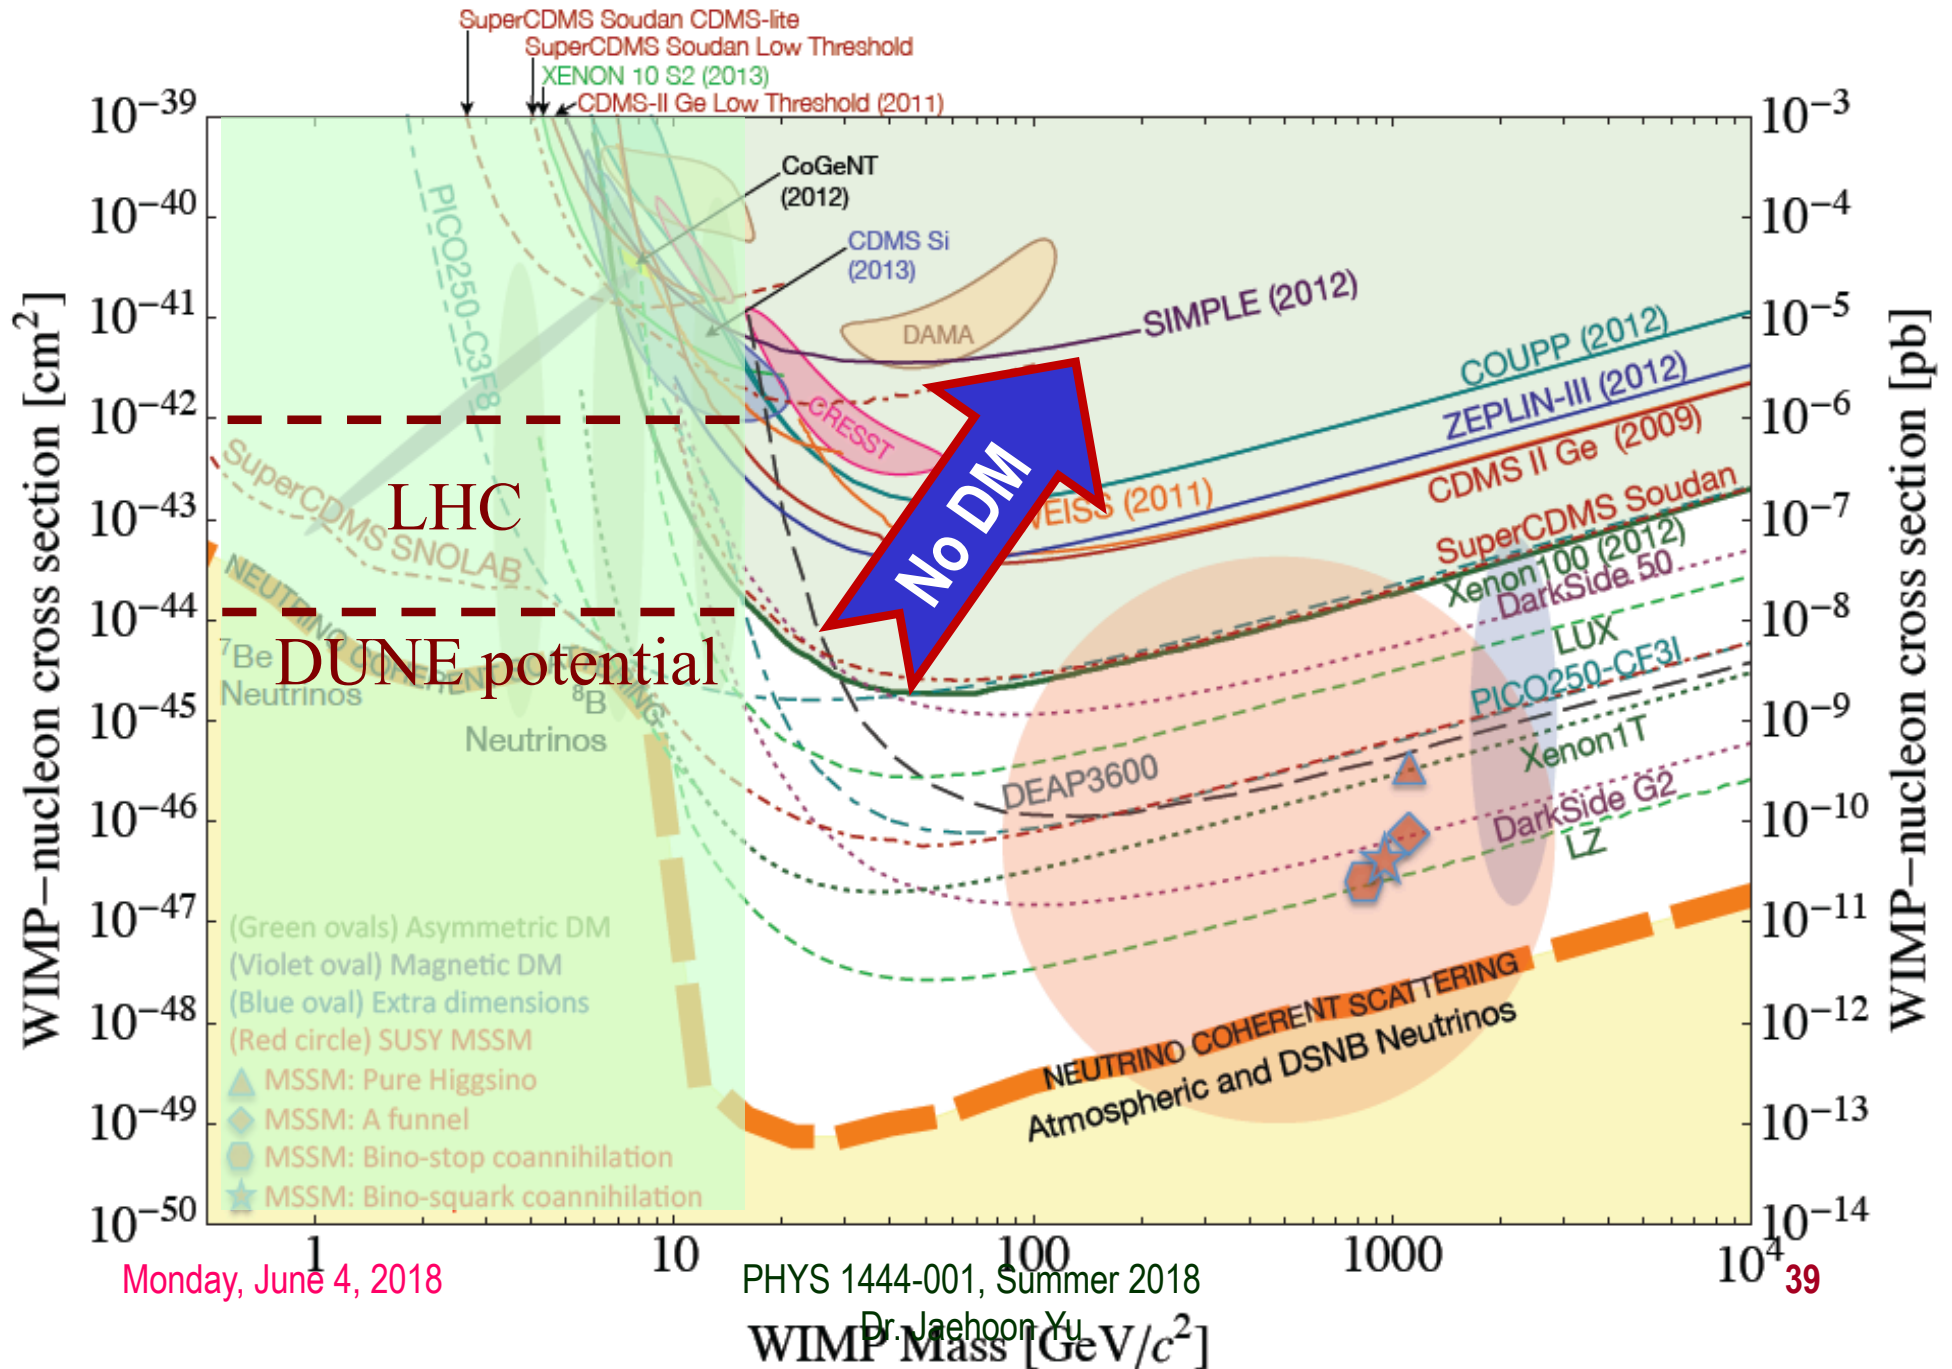 SuperCDMS Soudan CDMS-lite
SuperCDMS Soudan Low Threshold
XENON 10 S2 (2013)
CDMS-II Ge Low Threshold (2011)
10−39
10−40
10−41
10−42
10−43
10−44
10−45
10−46
10−47
10−48
10−49
10−50
WIMP−nucleon cross section [cm2]
10−3
10−4
10−5
10−6
10−7
10−8
10−9
10−10
10−11
10−12
10−13
10−14
WIMP−nucleon cross section [pb]
CoGeNT
(2012)
CDMS Si
(2013)
PICO250-C3F8
DAMA
SIMPLE (2012)
COUPP (2012)
ZEPLIN-III (2012)
CRESST
CDMS II Ge (2009)
No DM
EISS (2011)
SuperCDMS Soudan
Xenon100 (2012)
DarkSide 50
LUX
PICO250-CF3I
Xenon1T
DarkSide G2
LZ
DEAP3600
SuperCDMS SNOLAB
LHC
NEUTRINO COHERENT SCATTERING
DUNE potential
7Be
Neutrinos
8B
Neutrinos
NEUTRINO COHERENT SCATTERING
Atmospheric and DSNB Neutrinos
(Green ovals) Asymmetric DM
(Violet oval) Magnetic DM
(Blue oval) Extra dimensions
(Red circle) SUSY MSSM
MSSM: Pure Higgsino
MSSM: A funnel
MSSM: Bino-stop coannihilation
MSSM: Bino-squark coannihilation
1
10
100
1000
104
WIMP Mass [GeV/c2]
Monday, June 4, 2018
PHYS 1444-001, Summer 2018
Dr. Jaehoon Yu
39